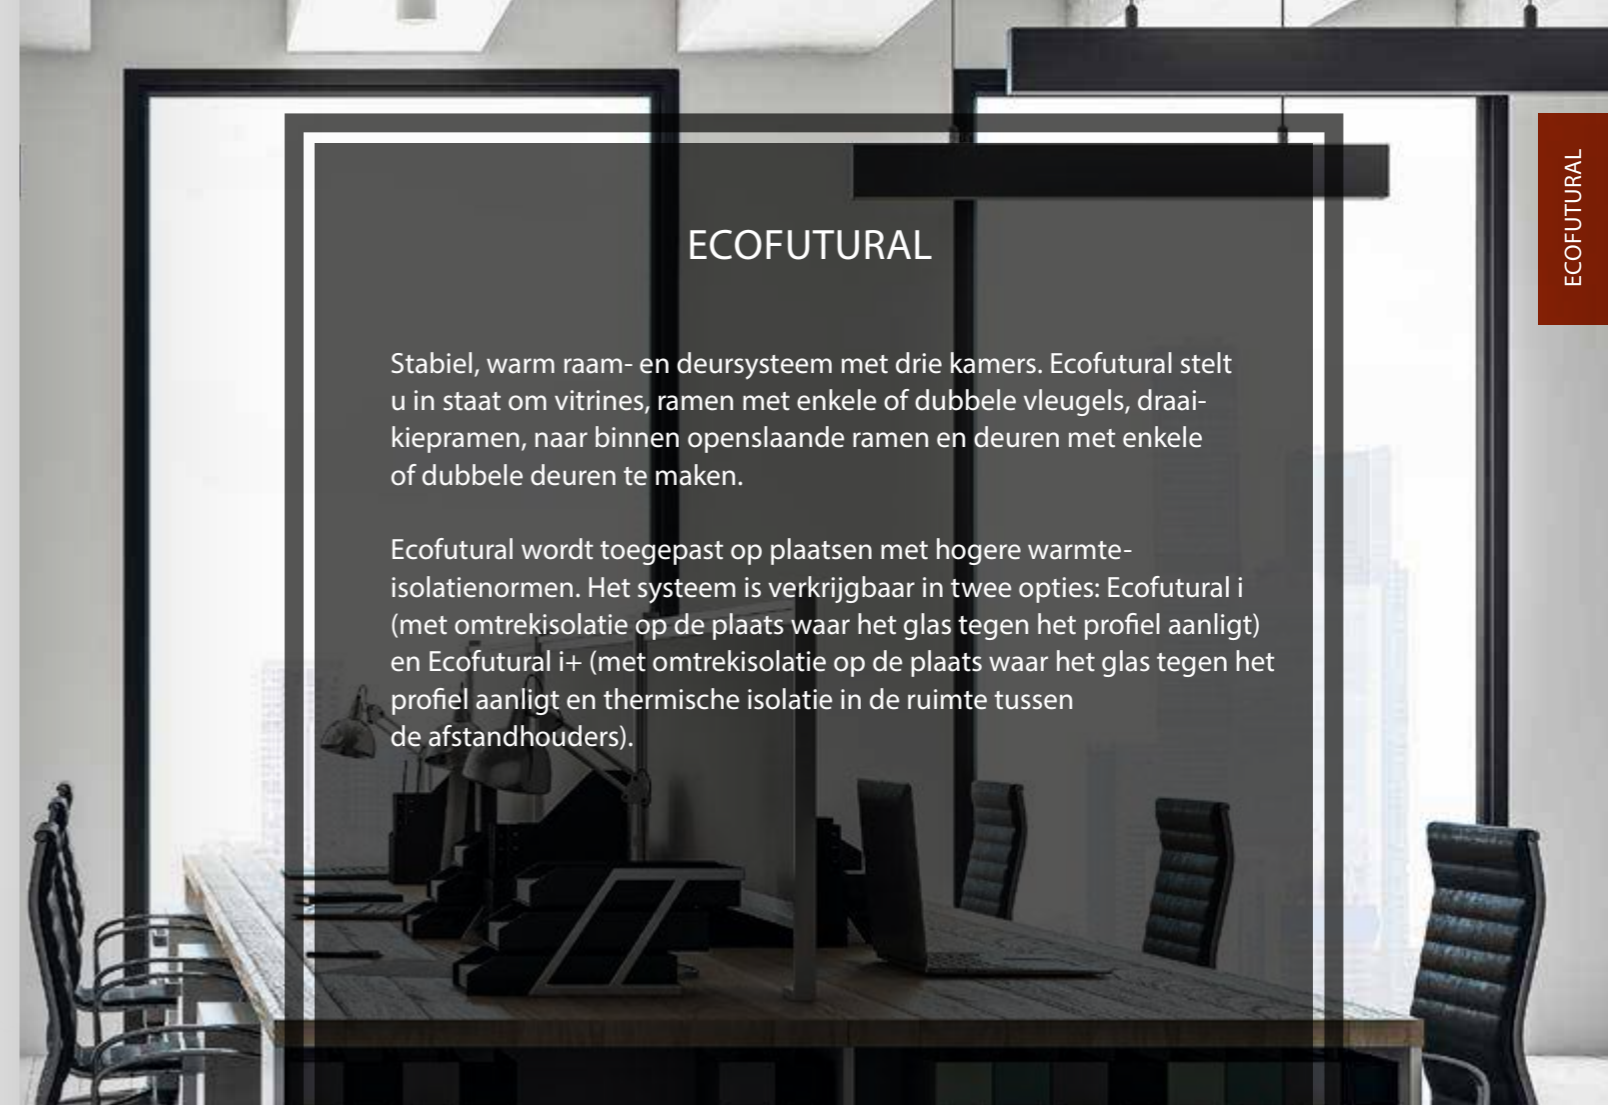 ECOFUTURAL
Stabiel, warm raam- en deursysteem met drie kamers. Ecofutural stelt
u in staat om vitrines, ramen met enkele of dubbele vleugels, draai-
kiepramen, naar binnen openslaande ramen en deuren met enkele
of dubbele deuren te maken.
Ecofutural wordt toegepast op plaatsen met hogere warmte-
isolatienormen. Het systeem is verkrijgbaar in twee opties: Ecofutural i
(met omtrekisolatie op de plaats waar het glas tegen het profiel aanligt)
en Ecofutural i+ (met omtrekisolatie op de plaats waar het glas tegen het
profiel aanligt en thermische isolatie in de ruimte tussen
de afstandhouders).
ECOFUTURAL